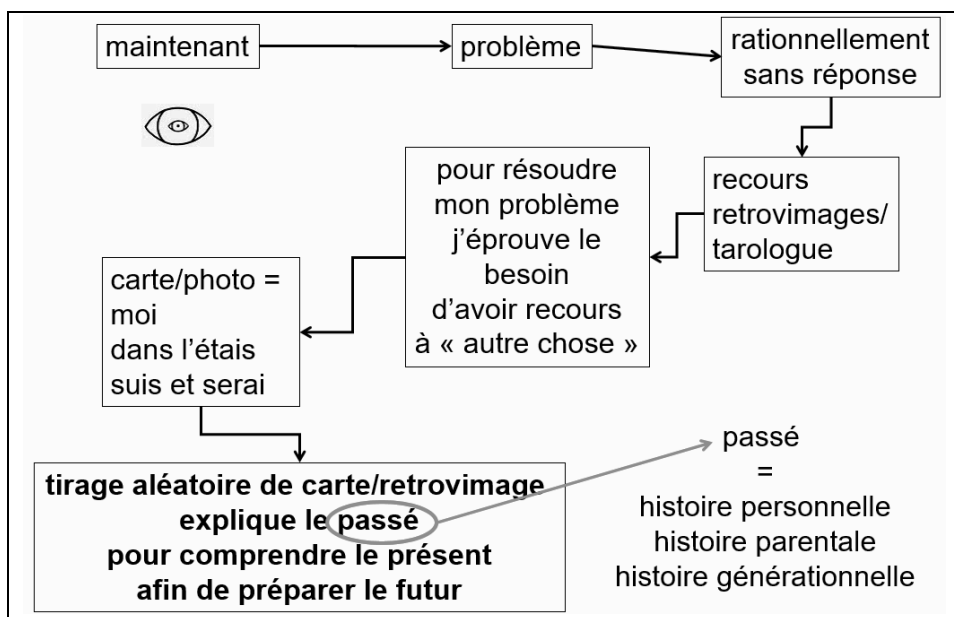 maintenant
problème
rationnellement
sans réponse
recours
retrovimages/
tarologue
pour résoudre
mon problème
j'éprouve le
besoin
d'avoir recours
à « autre chose »
carte/photo =
moi
dans l'étais
suis et serai
tirage aléatoire de carte/retrovimage
explique le passé
pour comprendre le présent
afin de préparer le futur
passé
=
histoire personnelle
histoire parentale
histoire générationnelle